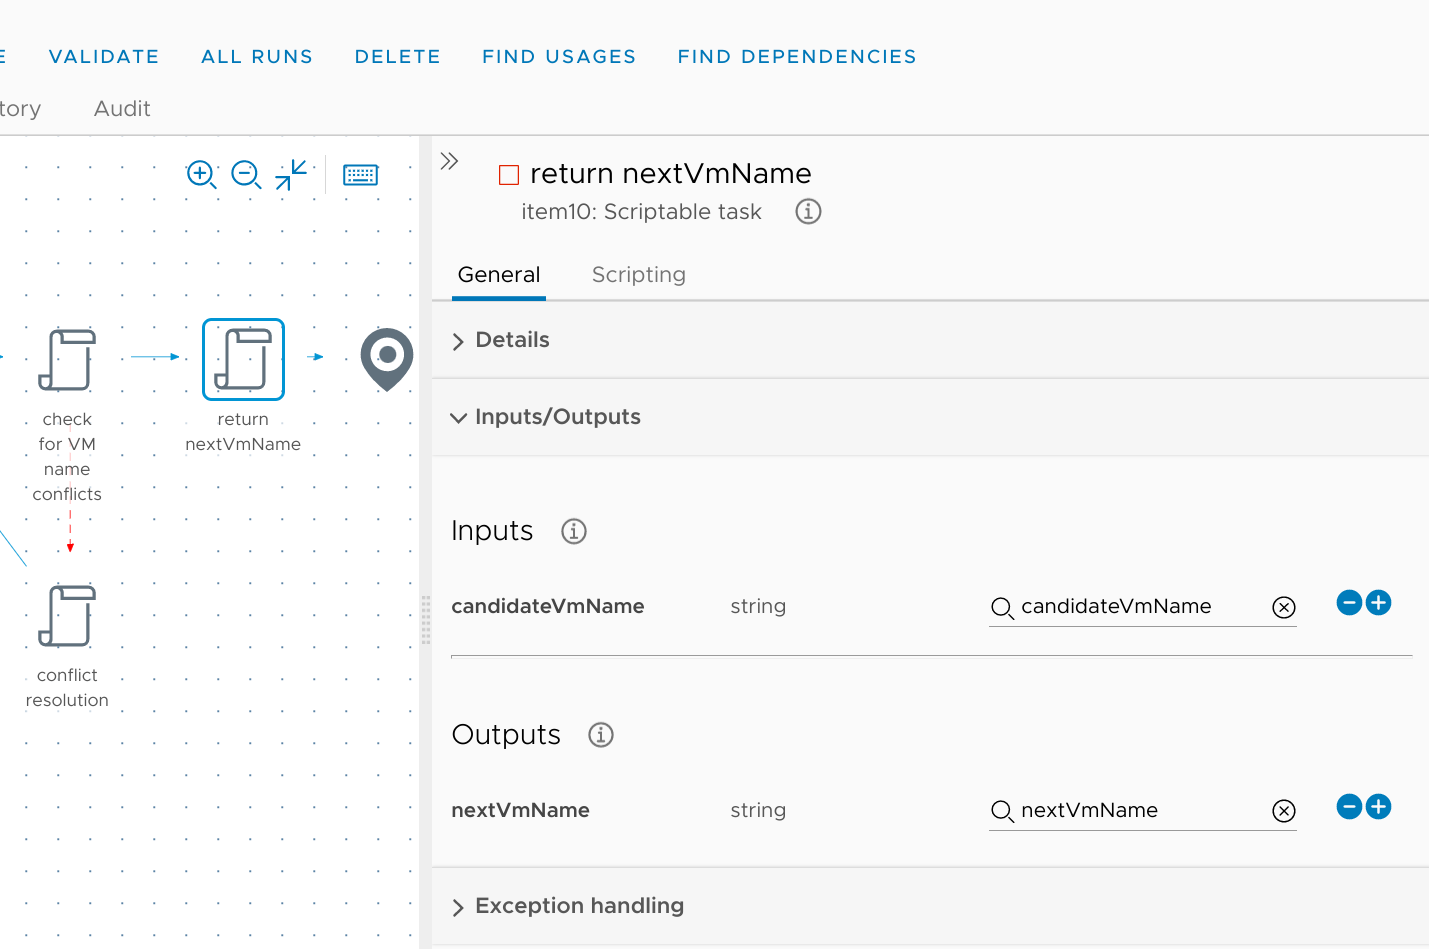 VALIDATE ALL RUNS DELETE FIND USAGES FIND DEPENDENCIES
tory Audit
return nextVmName
item10: Scriptable task
General Scripting
Details
Inputs/Outputs
check
for VM
name
conflicts
return
nextVmName
conflict
resolution
Inputs
candidateVmName string candidateVmName
Outputs
nextVmName string nextVmName
Exception handling